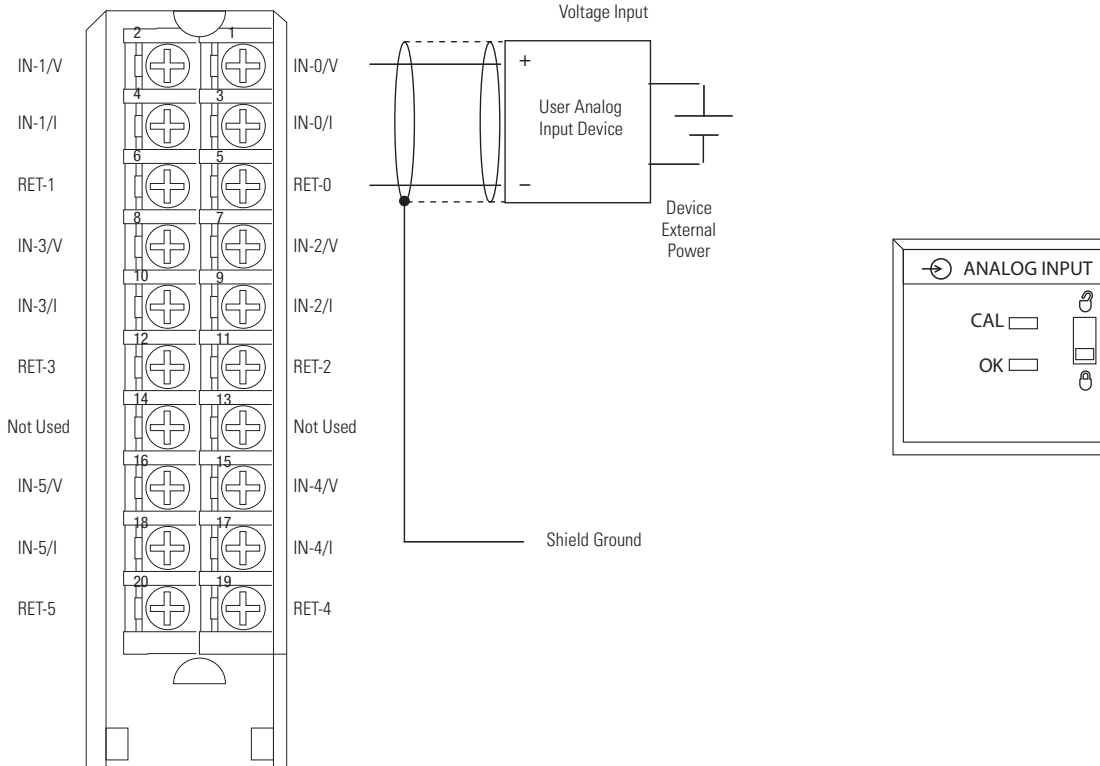 Voltage Input
2 1
IN-1/V IN-0/V
+
4 3
IN-1/I IN-0/I
User Analog
Input Device
6 5
RET-1 RET-0
–
8 7
IN-3/V IN-2/V
Device
External
Power
10 9
IN-3/I IN-2/I
12 11
RET-3 RET-2
14 13
Not Used Not Used
16 15
IN-5/V IN-4/V
18 17
IN-5/I IN-4/I
Shield Ground
20 19
RET-5 RET-4
ANALOG INPUT
CAL
OK